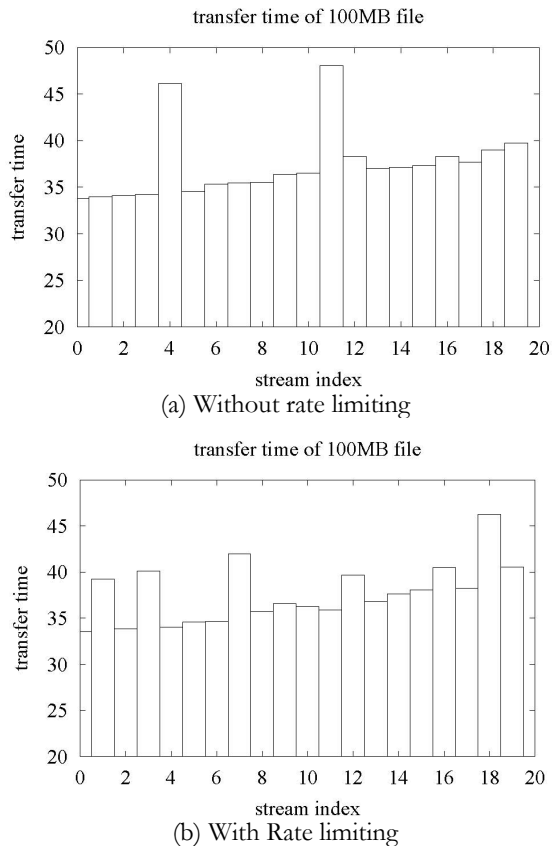 transfer time of 100MB file
50
45
40
35
30
25
20
transfer time
0 2 4 6 8 10 12 14 16 18 20
stream index
(a) Without rate limiting
transfer time of 100MB file
50
45
40
35
30
25
20
transfer time
0 2 4 6 8 10 12 14 16 18 20
stream index
(b) With Rate limiting